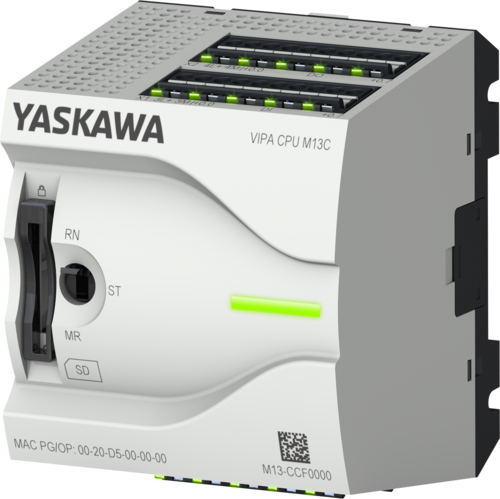 YASKAWA
VIPA CPU M13C
RN
ST
MR
SD
MAC PG/OP: 00-20-D5-00-00-00
M13-CCF0000